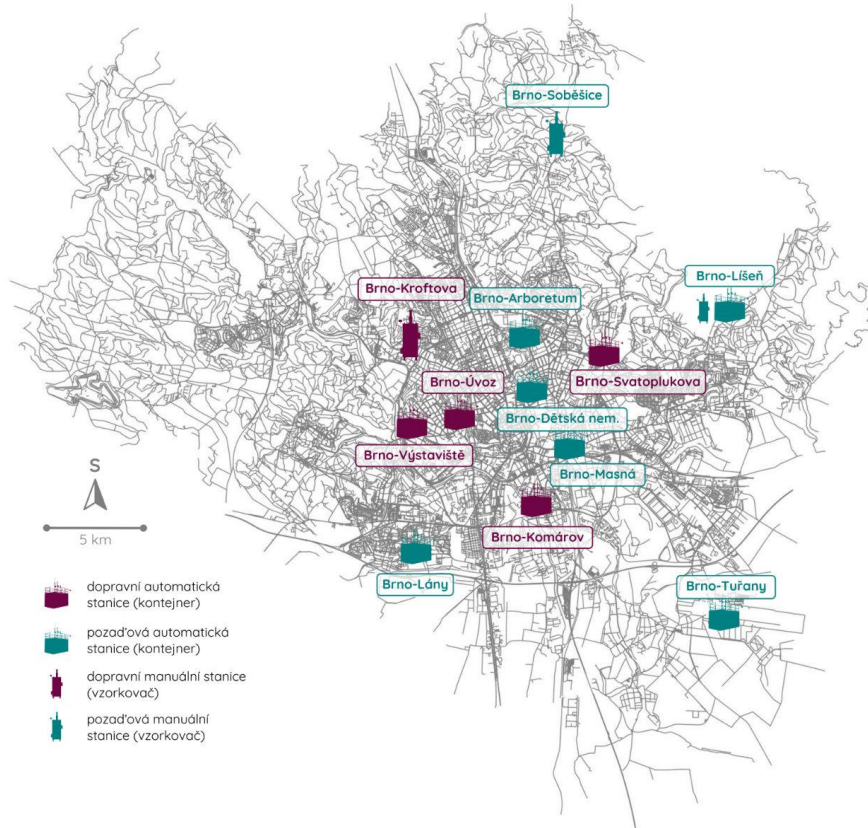 Brno-Soběšice
Brno-Líšeň
Brno-Kroftova
Brno-Arboretum
Brno-Úvoz
Brno-Svatoplukova
Brno-Dětská nem.
Brno-Výstaviště
Brno-Masná
S
5 km
Brno-Komárov
Brno-Lány
Brno-Tuřany
dopravní automatická
stanice (kontejner)
pozaďová automatická
stanice (kontejner)
dopravní manuální stanice
(vzorkovač)
pozaďová manuální
stanice (vzorkovač)